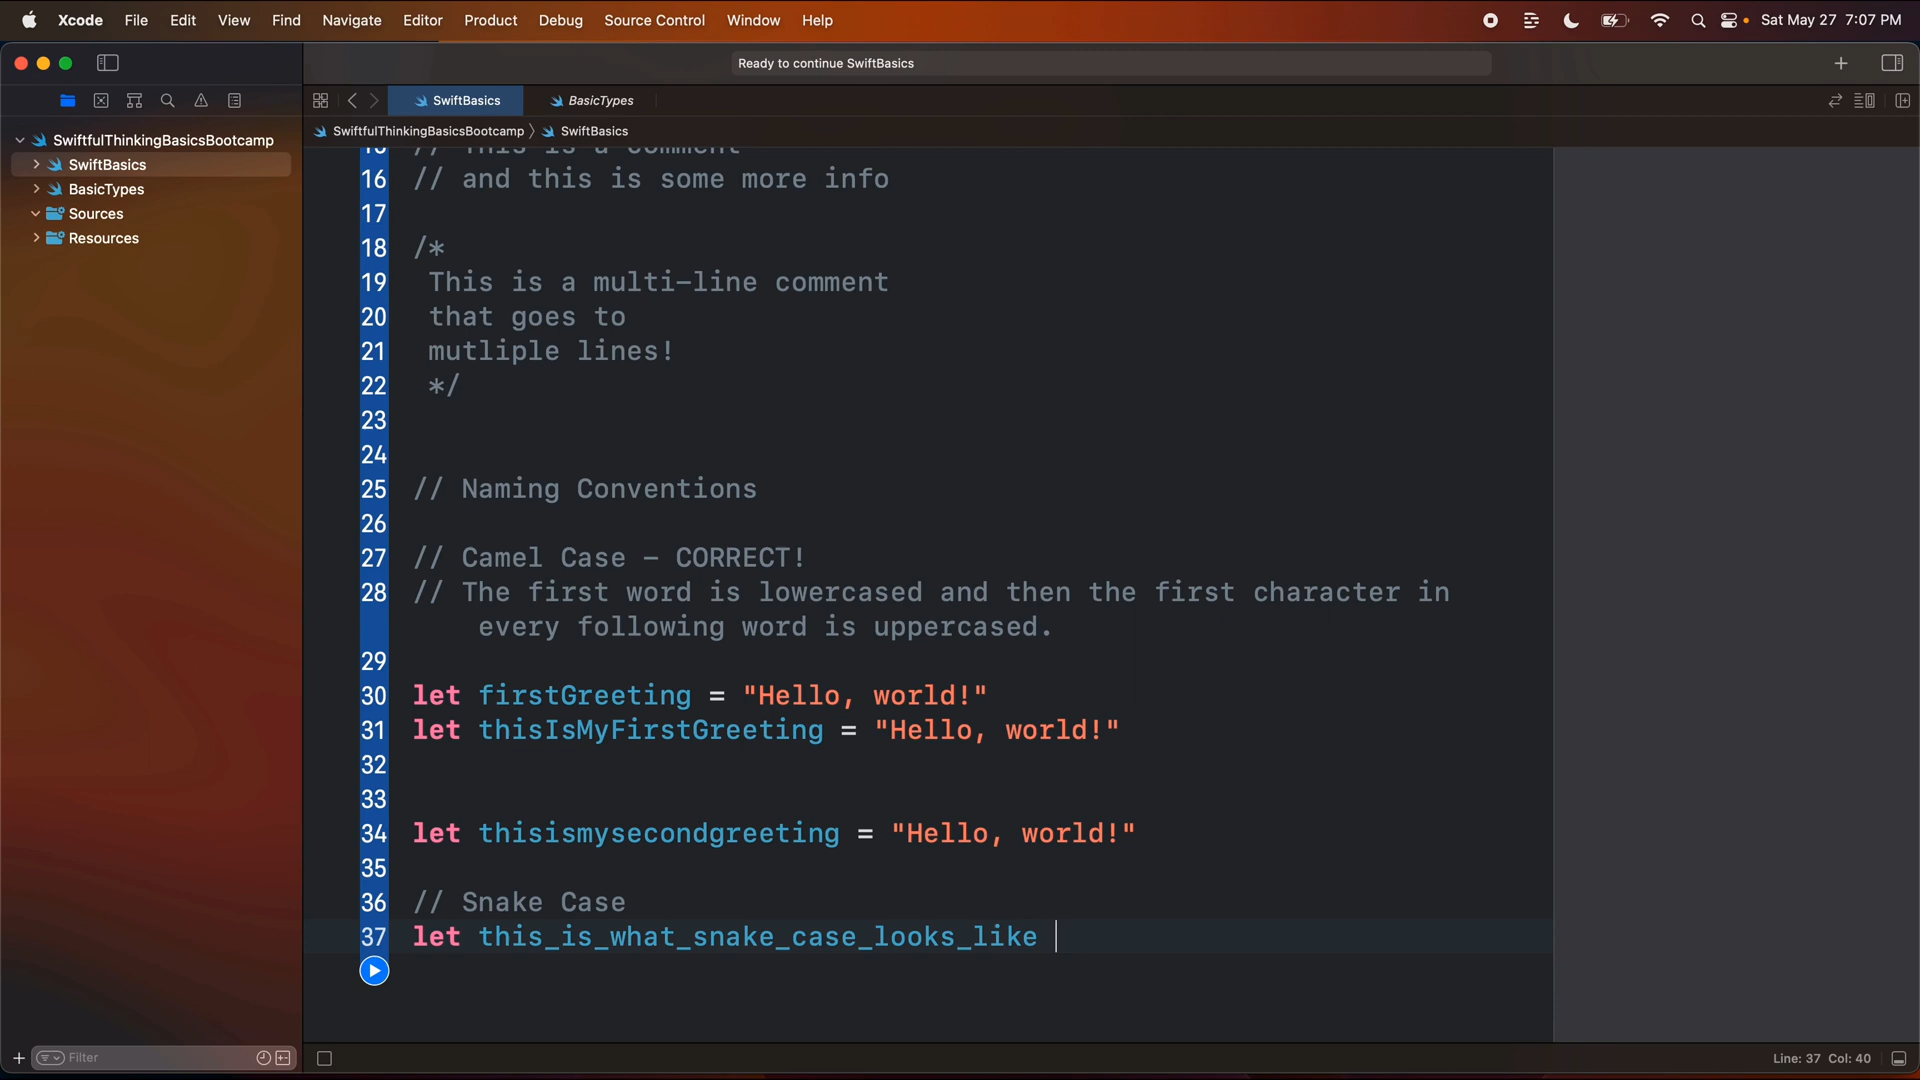 Xcode File Edit View Find Navigate Editor Product Debug Source Control Window Help Sat May 27 7:07 PM
Ready to continue SwiftBasics
SwiftBasics BasicTypes
SwiftfulThinkingBasicsBootcamp SwiftBasics
SwiftfulThinkingBasicsBootcamp
SwiftBasics
BasicTypes
Sources
Resources
// This is a comment
16 // and this is some more info
17
18 /*
19 This is a multi-line comment
20 that goes to
21 mutliple lines!
22 */
23
24
25 // Naming Conventions
26
27 // Camel Case - CORRECT!
28 // The first word is lowercased and then the first character in
every following word is uppercased.
29
30 let firstGreeting = "Hello, world!"
31 let thisIsMyFirstGreeting = "Hello, world!"
32
33
34 let thisismysecondgreeting = "Hello, world!"
35
36 // Snake Case
37 let this_is_what_snake_case_looks_like
Filter
Line: 37 Col: 40